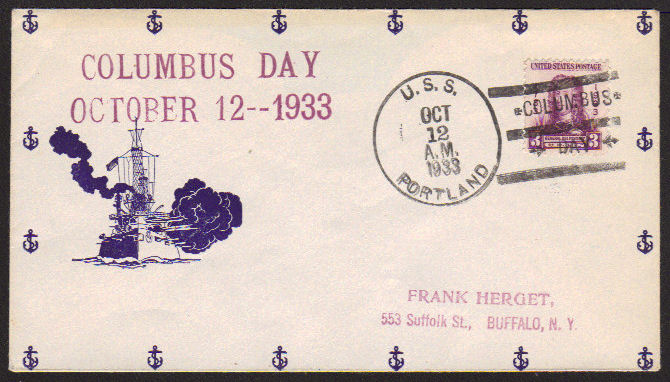 COLUMBUS DAY
OCTOBER 12--1933
U.S.S.
OCT
12
A.M.
1933
PORTLAND
UNITED STATES POSTAGE
COLUMBUS
DAY
3
3
FRANK HERGET,
553 Suffolk St., BUFFALO, N. Y.